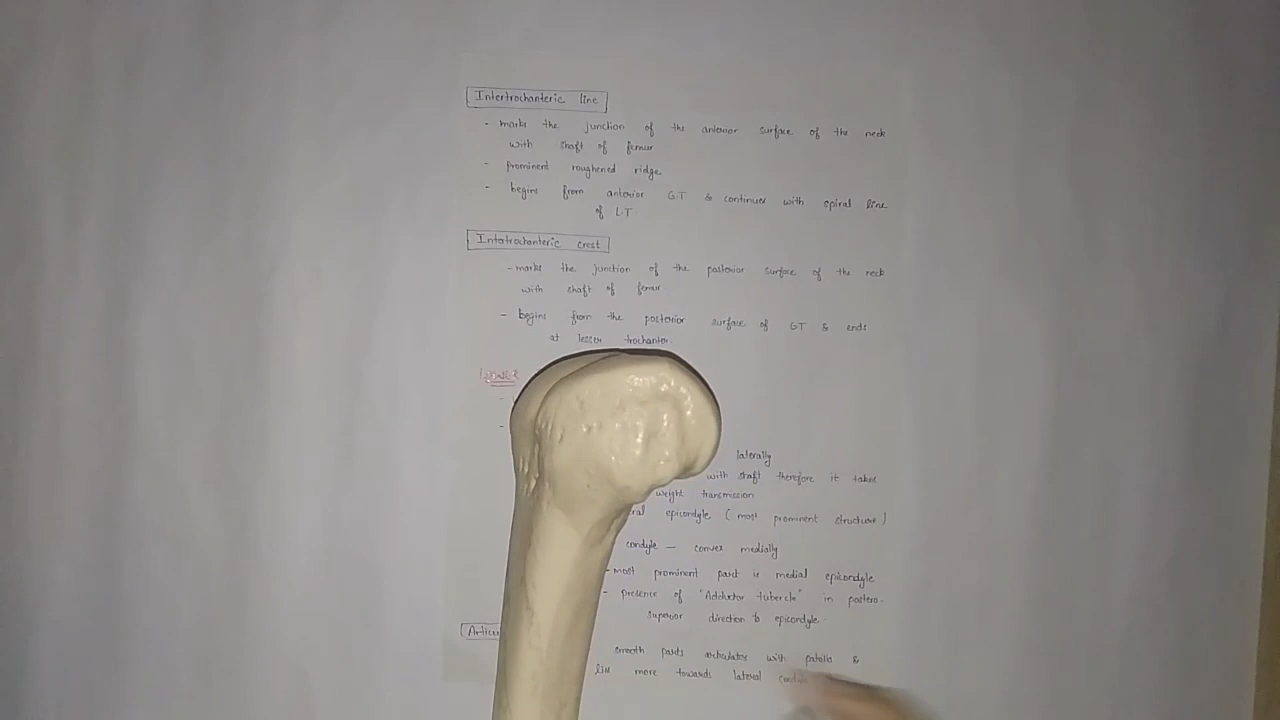 Intertrochanteric line
- marks the junction of the anterior surface of the neck
with shaft of femur
- prominent roughened ridge
- begins from anterior GT & continues with spiral line
of L.T.
Intertrochanteric crest
- marks the junction of the posterior surface of the neck
with shaft of femur.
- begins from the posterior surface of GT & ends
at lesser trochanter.
laterally
with shaft therefore it takes
weight transmission
epicondyle (most prominent structure)
condyle — convex medially
- most prominent part is medial epicondyle
- presence of "Adductor tubercle" in postero-
superior direction to epicondyle.
smooth parts articulates with patella &
lie more towards lateral